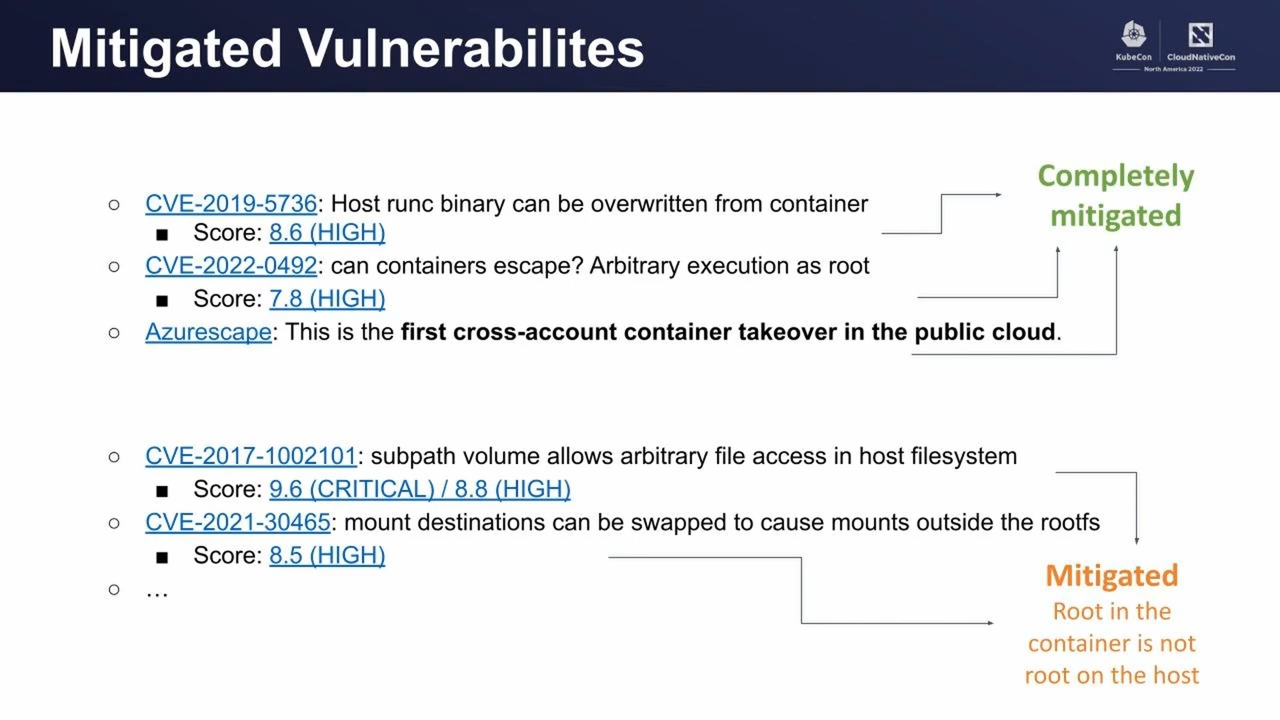 Mitigated Vulnerabilites
KubeCon
CloudNativeCon
North America 2022
Completely
mitigated
○ CVE-2019-5736: Host runc binary can be overwritten from container
■ Score: 8.6 (HIGH)
○ CVE-2022-0492: can containers escape? Arbitrary execution as root
■ Score: 7.8 (HIGH)
○ Azurescape: This is the first cross-account container takeover in the public cloud.
○ CVE-2017-1002101: subpath volume allows arbitrary file access in host filesystem
■ Score: 9.6 (CRITICAL) / 8.8 (HIGH)
○ CVE-2021-30465: mount destinations can be swapped to cause mounts outside the rootfs
■ Score: 8.5 (HIGH)
○ …
Mitigated
Root in the
container is not
root on the host